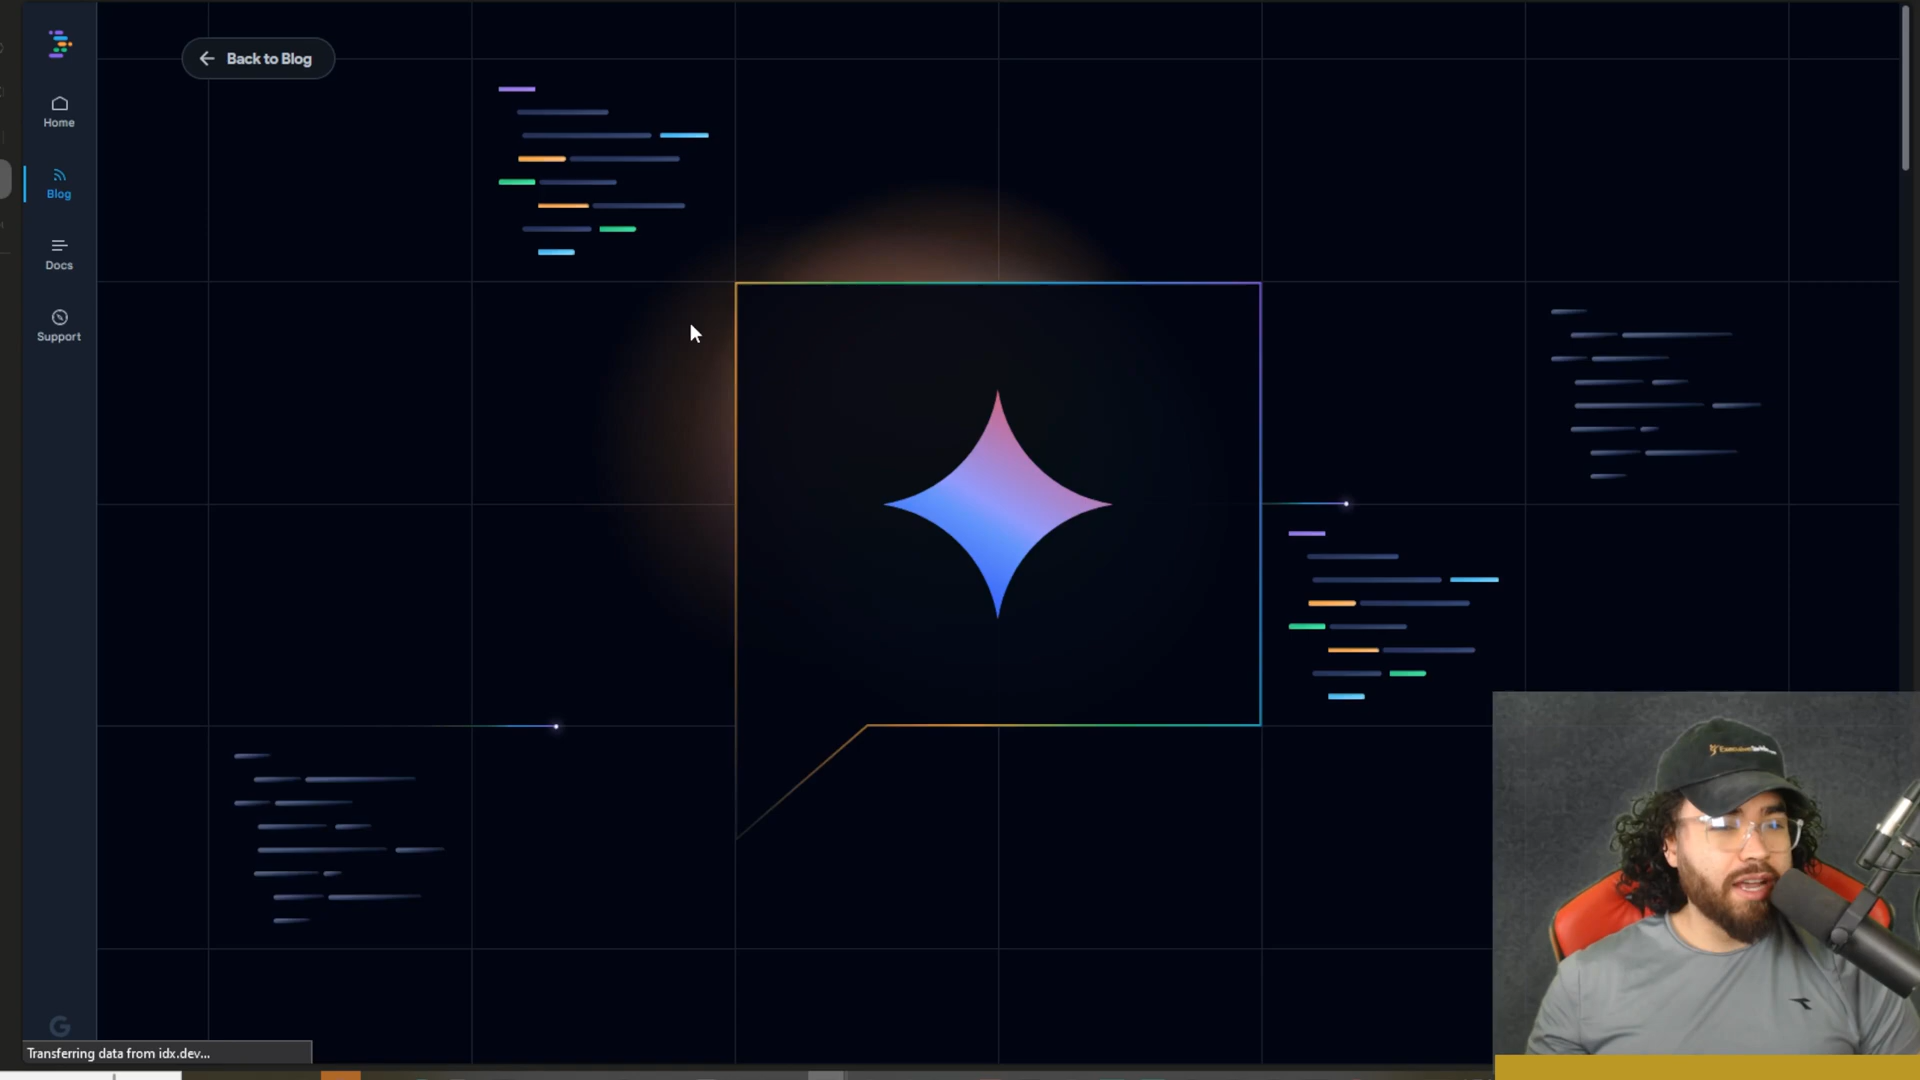 Back to Blog
Home
Blog
Docs
Support
Transferring data from idx.dev...